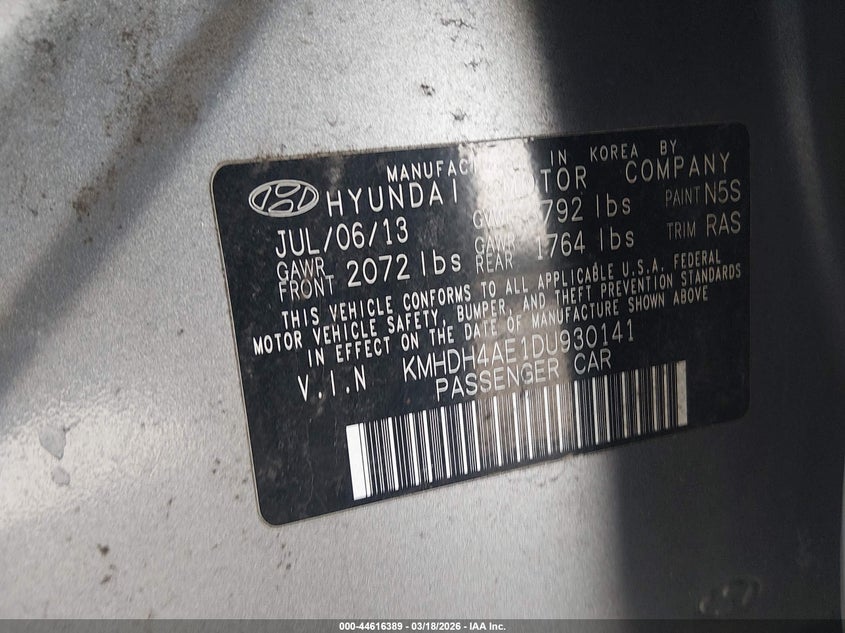 MANUFAC IN KOREA BY
HYUNDAI MOTOR COMPANY
JUL/06/13 792 lbs PAINT N5S
GAWR FRONT 2072 lbs GAWR REAR 1764 lbs TRIM RAS
THIS VEHICLE CONFORMS TO ALL APPLICABLE U.S.A. FEDERAL
MOTOR VEHICLE SAFETY, BUMPER, AND THEFT PREVENTION STANDARDS
IN EFFECT ON THE DATE OF MANUFACTURE SHOWN ABOVE
V.I.N KMHDH4AE1DU930141
PASSENGER CAR
000-44616389 - 03/18/2026 - IAA Inc.